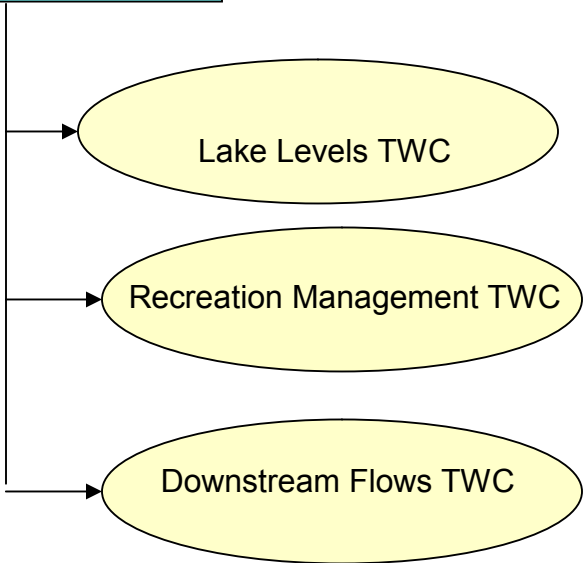 Lake Levels TWC
Recreation Management TWC
Downstream Flows TWC